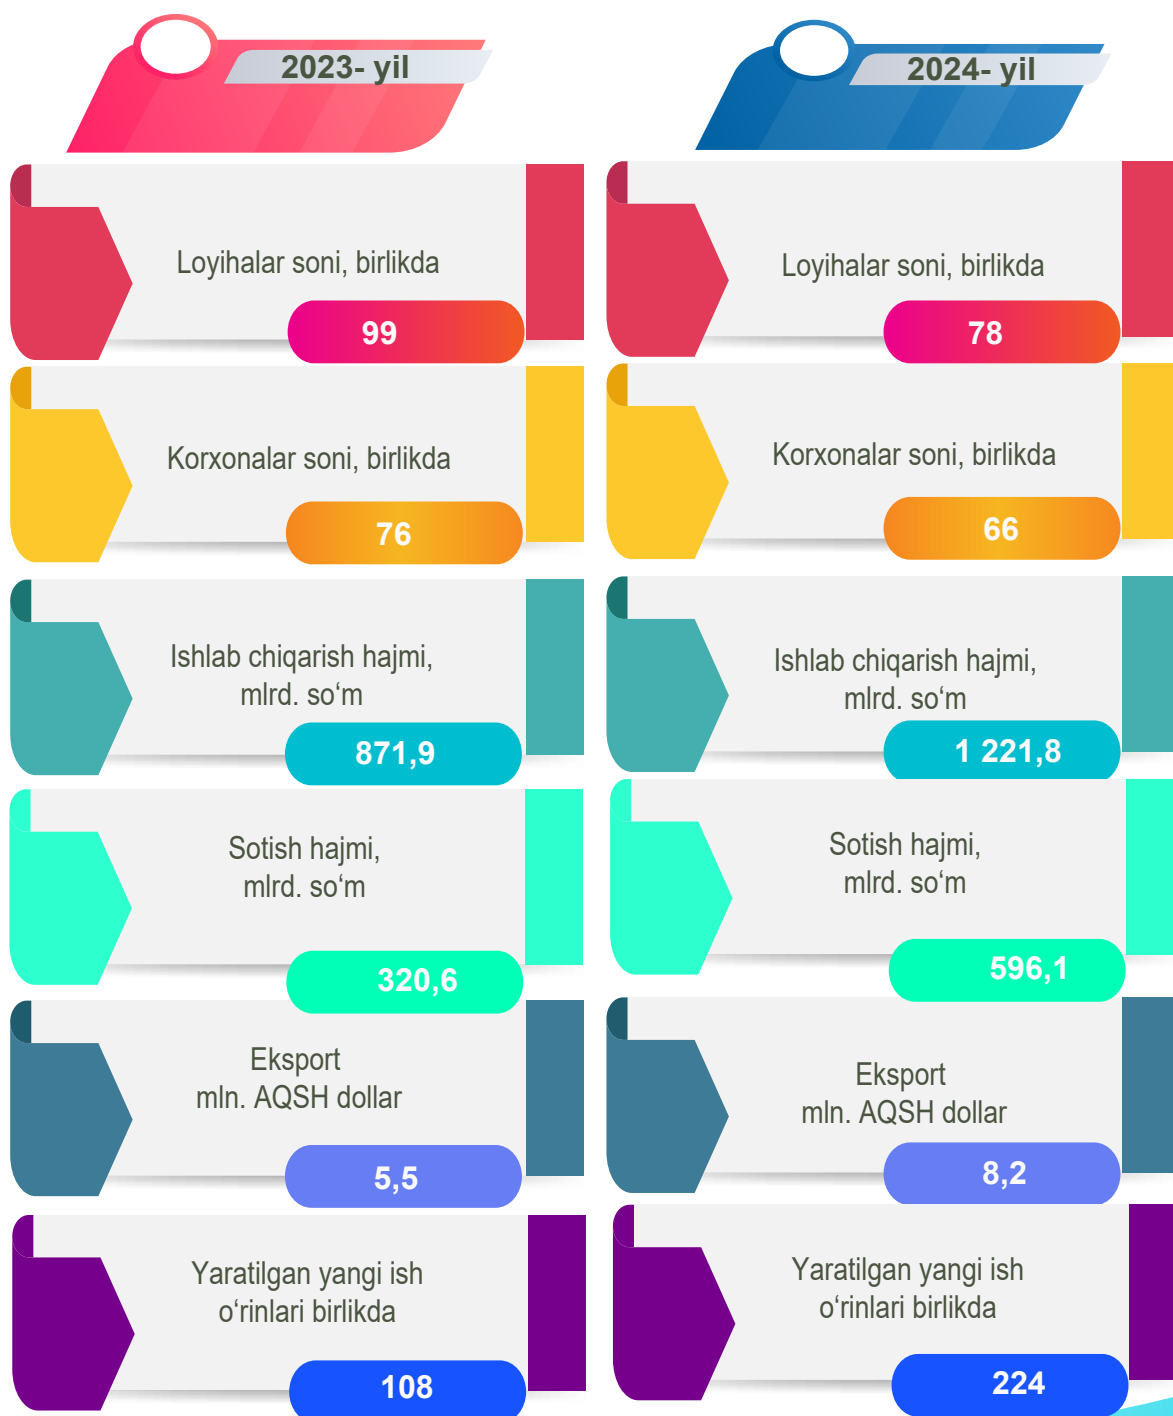 2023- yil
Loyihalar soni, birlikda
99
Korxonalar soni, birlikda
76
Ishlab chiqarish hajmi,
mlrd. so‘m
871,9
Sotish hajmi,
mlrd. so‘m
320,6
Eksport
mln. AQSH dollar
5,5
Yaratilgan yangi ish
o‘rinlari birlikda
108
2024- yil
Loyihalar soni, birlikda
78
Korxonalar soni, birlikda
66
Ishlab chiqarish hajmi,
mlrd. so‘m
1 221,8
Sotish hajmi,
mlrd. so‘m
596,1
Eksport
mln. AQSH dollar
8,2
Yaratilgan yangi ish
o‘rinlari birlikda
224